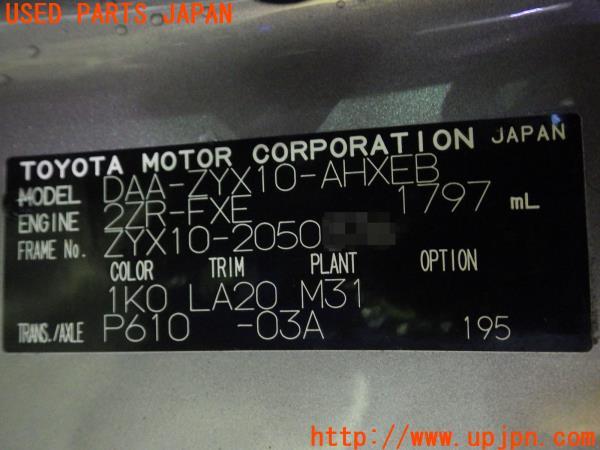 USED PARTS JAPAN
TOYOTA MOTOR CORPORATION JAPAN
MODEL DAA-ZYX10-AHXEB
ENGINE 2ZR-FXE 1797 mL
FRAME No. ZYX10-2050
COLOR TRIM PLANT OPTION
1K0 LA20 M31
TRANS./AXLE P610 -03A 195
http://www.upjpn.com/